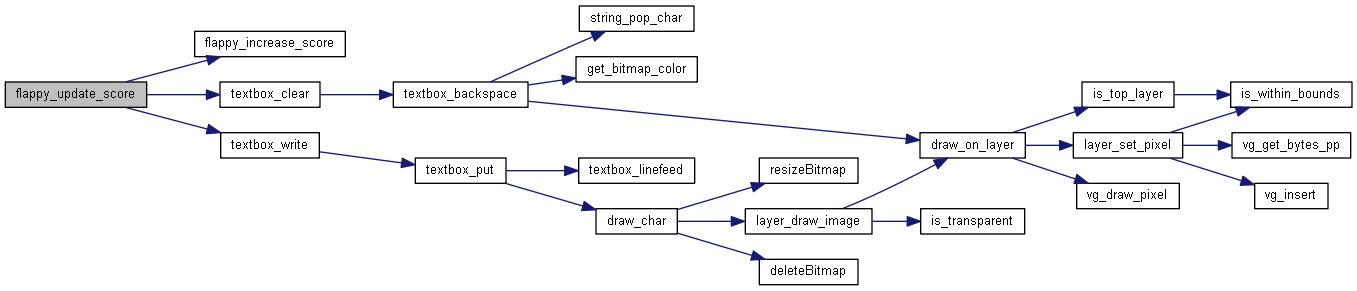 string_pop_char
flappy_increase_score
get_bitmap_color
flappy_update_score
textbox_clear
textbox_backspace
is_top_layer
is_within_bounds
textbox_write
draw_on_layer
layer_set_pixel
vg_get_bytes_pp
textbox_put
textbox_linefeed
resizeBitmap
vg_draw_pixel
vg_insert
draw_char
layer_draw_image
is_transparent
deleteBitmap